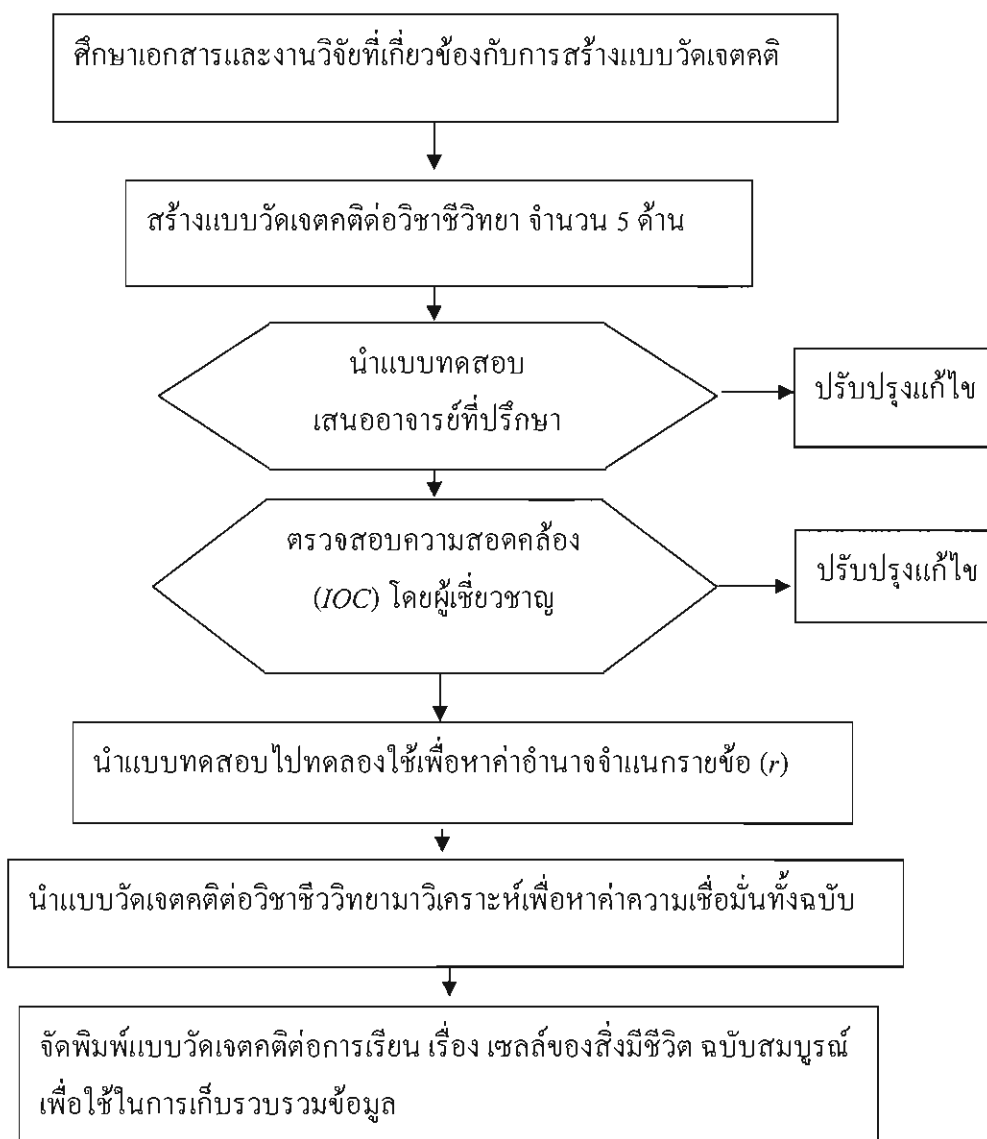 ศึกษาเอกสารและงานวิจัยที่เกี่ยวข้องกับการสร้างแบบวัดเจตคติ
สร้างแบบวัดเจตคติต่อวิชาชีวิทยา จำนวน 5 ด้าน
นำแบบทดสอบ
เสนออาจารย์ที่ปรึกษา
ปรับปรุงแก้ไข
ตรวจสอบความสอดคล้อง
(IOC) โดยผู้เชี่ยวชาญ
ปรับปรุงแก้ไข
นำแบบทดสอบไปทดลองใช้เพื่อหาค่าอำนาจจำแนกรายข้อ (r)
นำแบบวัดเจตคติต่อวิชาชีววิทยามาวิเคราะห์เพื่อหาค่าความเชื่อมั่นทั้งฉบับ
จัดพิมพ์แบบวัดเจตคติต่อการเรียน เรื่อง เซลล์ของสิ่งมีชีวิต ฉบับสมบูรณ์
เพื่อใช้ในการเก็บรวบรวมข้อมูล